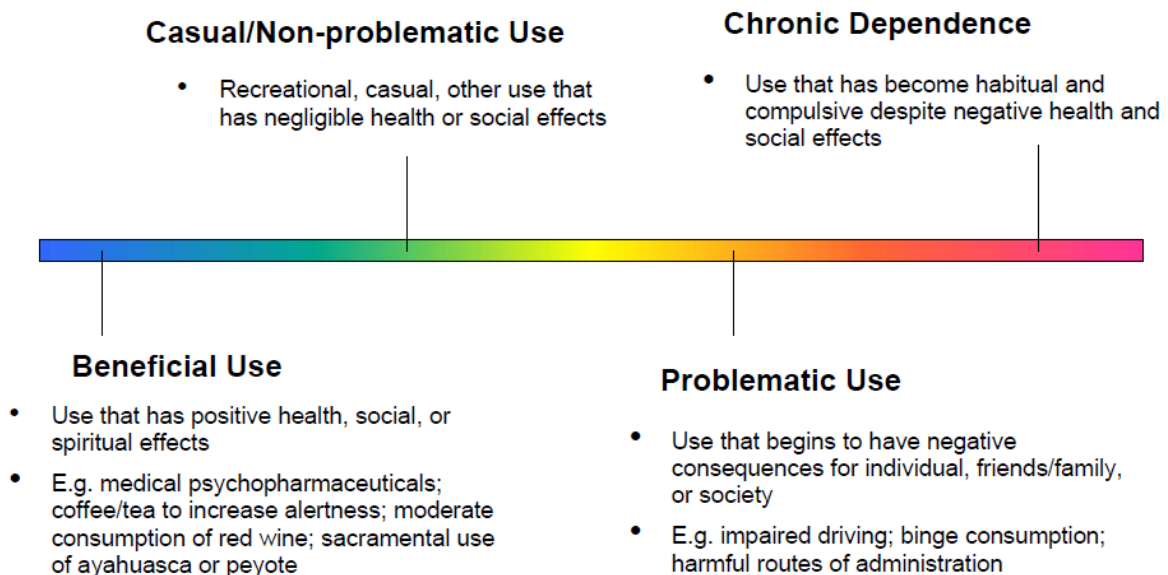 Casual/Non-problematic Use
• Recreational, casual, other use that
has negligible health or social effects
Chronic Dependence
• Use that has become habitual and
compulsive despite negative health and
social effects
Beneficial Use
• Use that has positive health, social, or
spiritual effects
• E.g. medical psychopharmaceuticals;
coffee/tea to increase alertness; moderate
consumption of red wine; sacramental use
of ayahuasca or peyote
Problematic Use
• Use that begins to have negative
consequences for individual, friends/family,
or society
• E.g. impaired driving; binge consumption;
harmful routes of administration